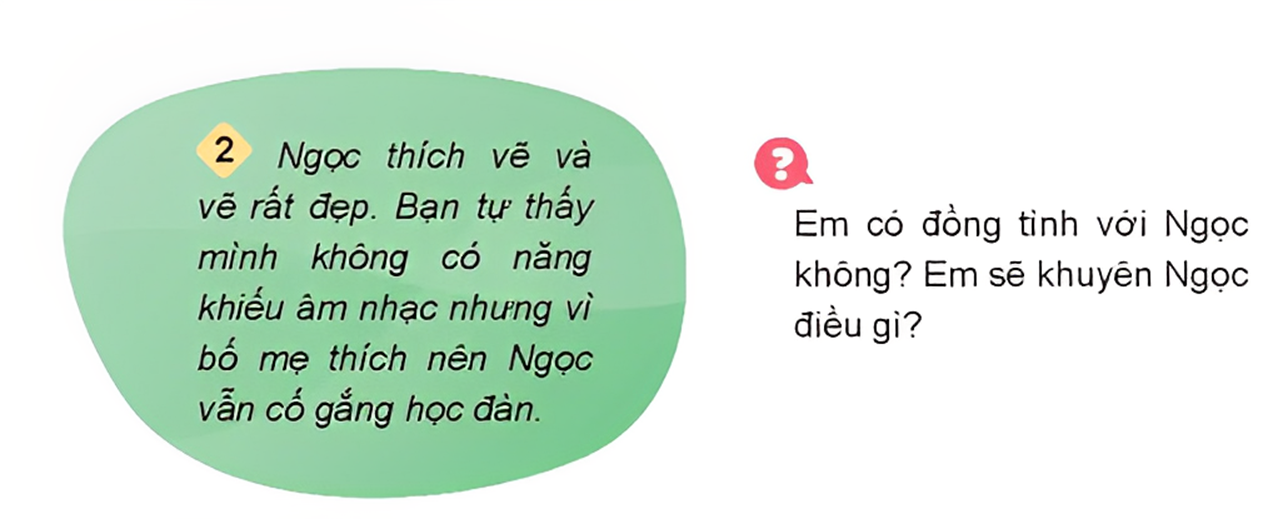 2 Ngọc thích vẽ và
vẽ rất đẹp. Bạn tự thấy
mình không có năng
khiếu âm nhạc nhưng vì
bố mẹ thích nên Ngọc
vẫn cố gắng học đàn.
?
Em có đồng tình với Ngọc
không? Em sẽ khuyên Ngọc
điều gì?